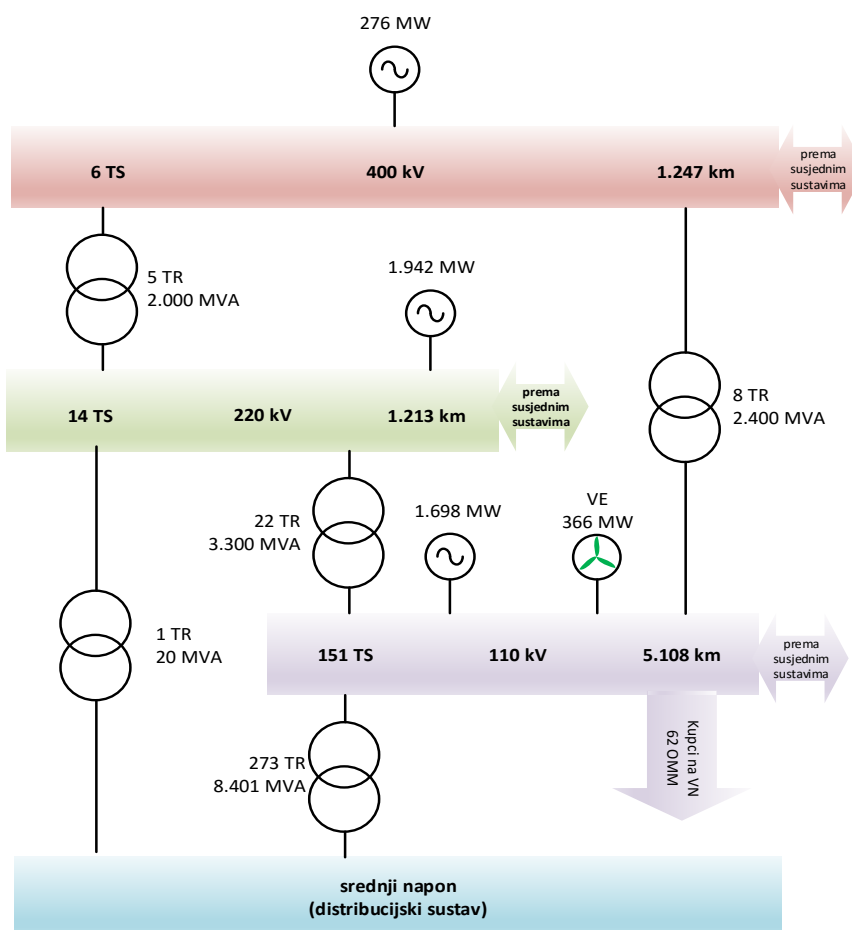 276 MW
6 TS
400 kV
1.247 km
prema
susjednim
sustavima
5 TR
2.000 MVA
1.942 MW
14 TS
220 kV
1.213 km
prema
susjednim
sustavima
8 TR
2.400 MVA
22 TR
3.300 MVA
1.698 MW
VE
366 MW
1 TR
20 MVA
151 TS
110 kV
5.108 km
prema
susjednim
sustavima
Kupci na VN
62 OMM
273 TR
8.401 MVA
srednji napon
(distribucijski sustav)